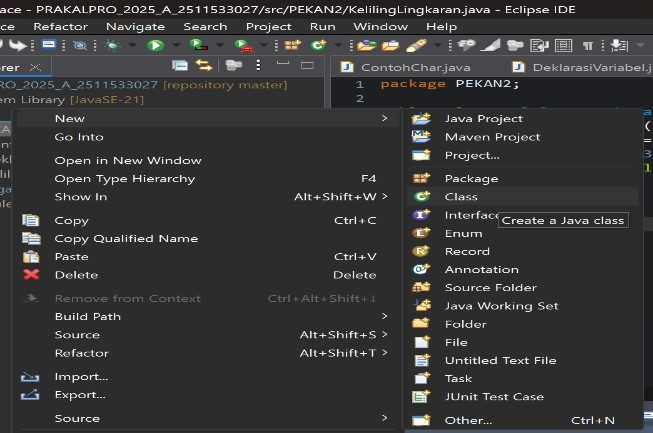 ace - PRAKALPRO_2025_A_2511533027/src/PEKAN2/KelilingLingkaran.java - Eclipse IDE
ce Refactor Navigate Search Project Run Window Help
rer
ContohChar.java
DeklarasiVariabel.j
RO_2025_A_2511533027 [repository master]
em Library [JavaSE-21]
1 package PEKAN2;
2
New
Go Into
Open in New Window
Open Type Hierarchy F4
Show In Alt+Shift+W >
Copy Ctrl+C
Copy Qualified Name
Paste Ctrl+V
Delete Delete
Remove from Context Ctrl+Alt+Shift+↓
Build Path >
Source Alt+Shift+S >
Refactor Alt+Shift+T >
Import...
Export...
Source >
Java Project
Maven Project
Project...
Package
Class
Interface
Create a Java class
Enum
Record
Annotation
Source Folder
Java Working Set
Folder
File
Untitled Text File
Task
JUnit Test Case
Other... Ctrl+N